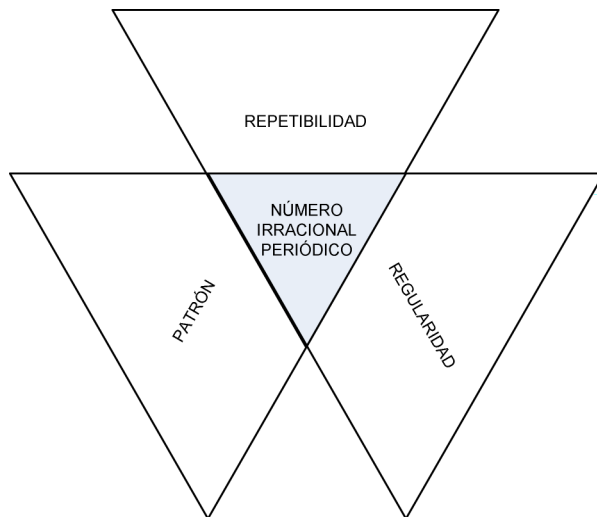 REPETIBILIDAD
NÚMERO
IRRACIONAL
PERIÓDICO
PATRÓN
REGULARIDAD